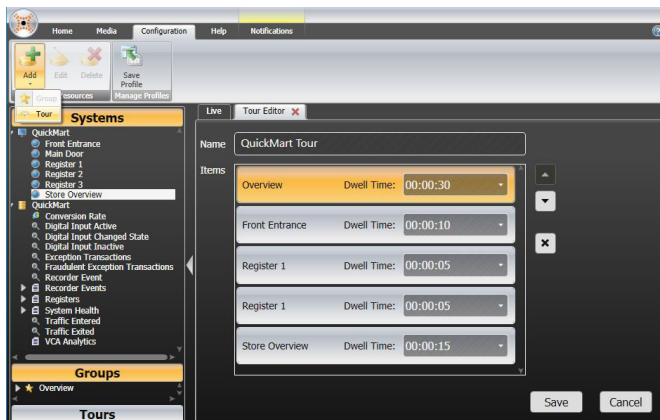 Home Media Configuration Help Notifications
Add Edit Delete Save Profile
Group Resources Manage Profiles
Tour
Systems
QuickMart
Front Entrance
Main Door
Register 1
Register 2
Register 3
Store Overview
QuickMart
Conversion Rate
Digital Input Active
Digital Input Changed State
Digital Input Inactive
Exception Transactions
Fraudulent Exception Transactions
Recorder Event
Recorder Events
Registers
System Health
Traffic Entered
Traffic Exited
VCA Analytics
Groups
Overview
Tours
Live Tour Editor
Name QuickMart Tour
Items
Overview Dwell Time: 00:00:30
Front Entrance Dwell Time: 00:00:10
Register 1 Dwell Time: 00:00:05
Register 1 Dwell Time: 00:00:05
Store Overview Dwell Time: 00:00:15
Save Cancel